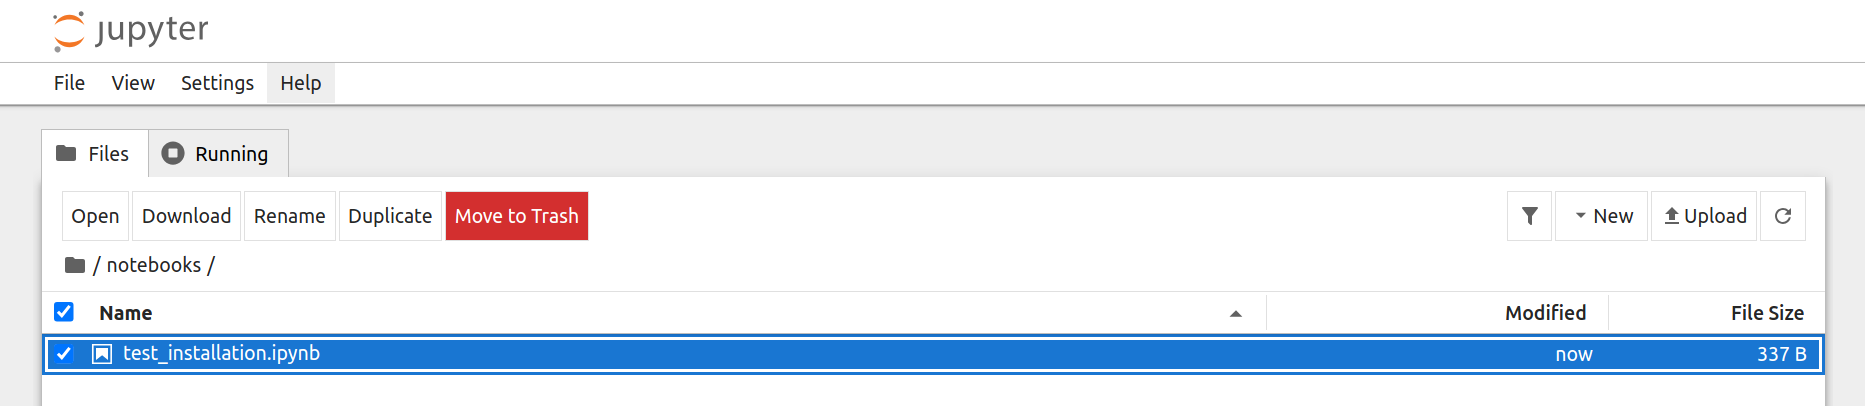 jupyter
File View Settings Help
Files Running
Open Download Rename Duplicate Move to Trash New Upload
/ notebooks /
Name Modified File Size
test_installation.ipynb now 337 B